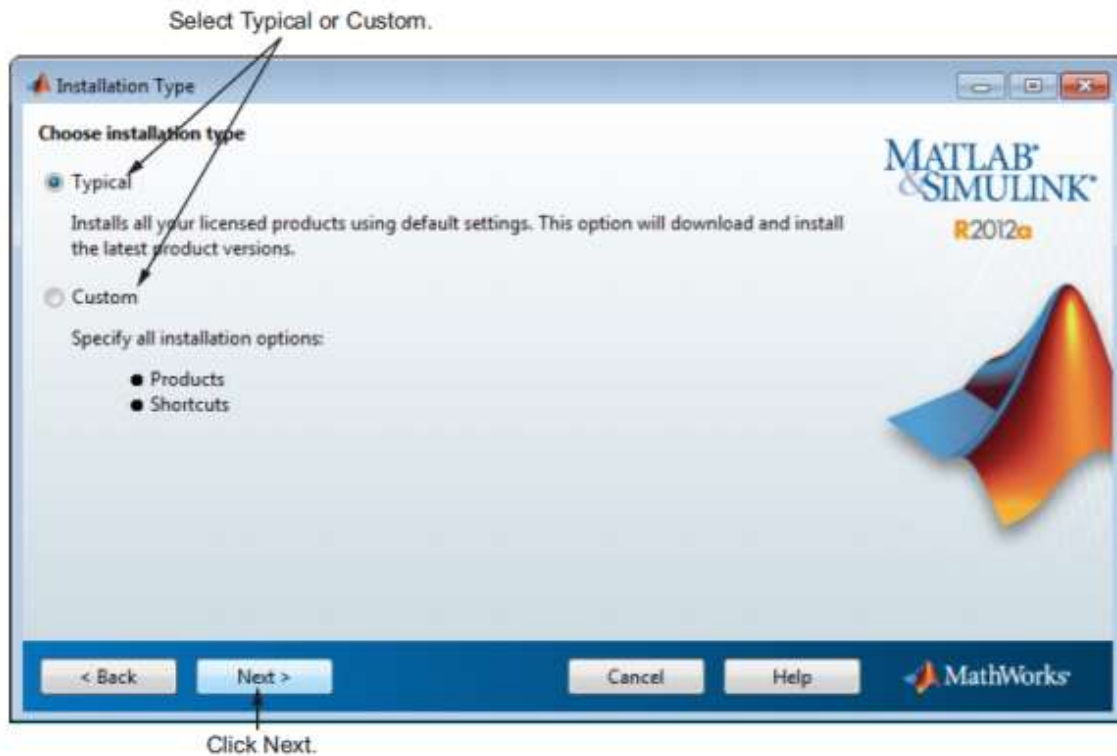 Select Typical or Custom.
Installation Type
Choose installation type
Typical
Installs all your licensed products using default settings. This option will download and install
the latest product versions.
Custom
Specify all installation options:
● Products
● Shortcuts
MATLAB®
&SIMULINK®
R2012a
< Back
Next >
Cancel
Help
MathWorks®
Click Next.